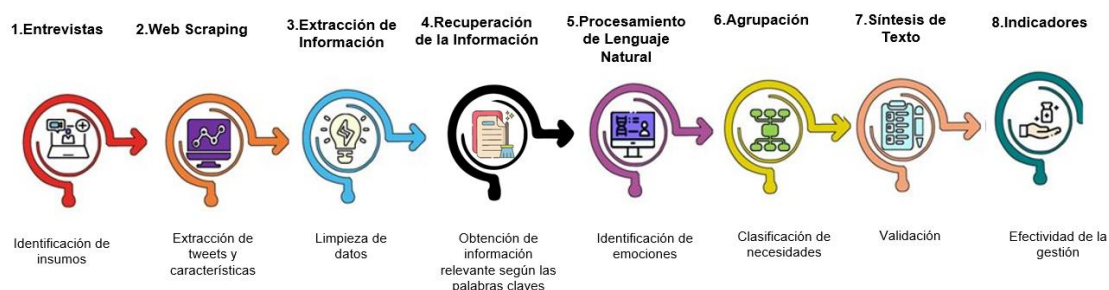 1.Entrevistas
2.Web Scraping
3.Extracción de
Información
4.Recuperación
de la Información
5.Procesamiento
de Lenguaje
Natural
6.Agrupación
7.Síntesis de
Texto
8.Indicadores
Identificación de
insumos
Extracción de
tweets y
características
Limpieza de
datos
Obtención de
información
relevante según las
palabras claves
Identificación de
emociones
Clasificación de
necesidades
Validación
Efectividad de la
gestión